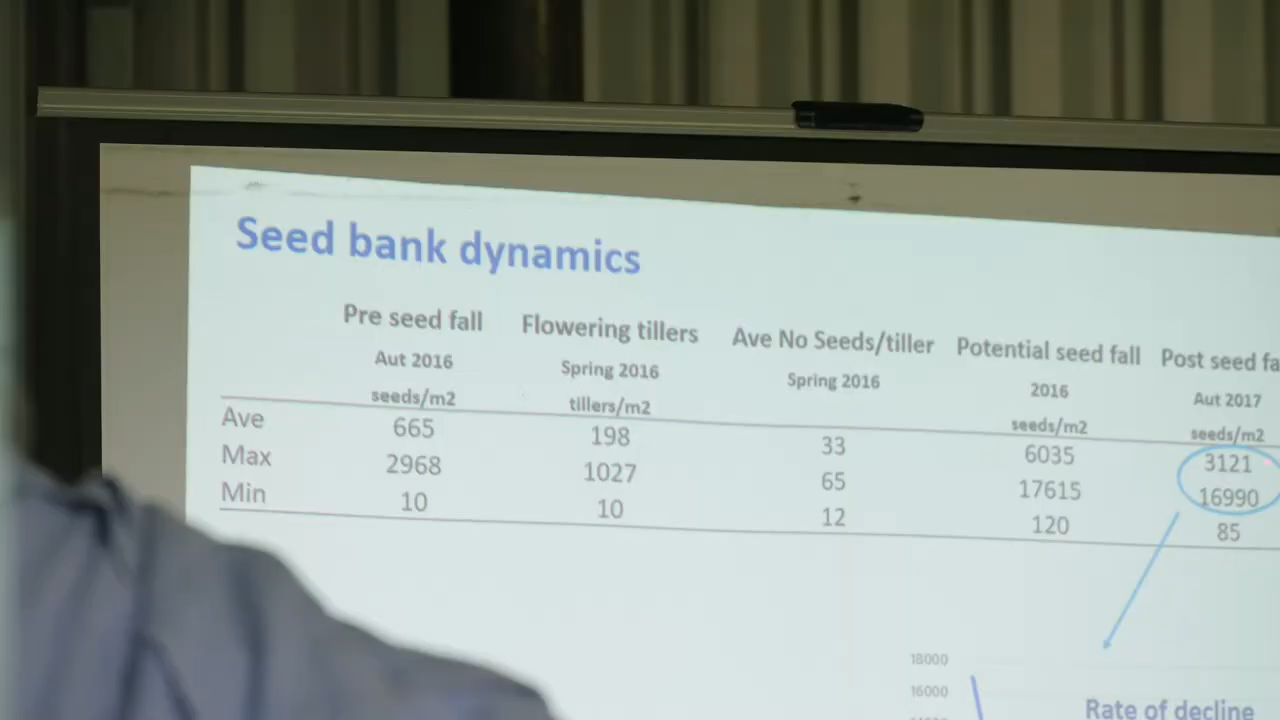 Seed bank dynamics
Pre seed fall Flowering tillers Ave No Seeds/tiller Potential seed fall Post seed
Aut 2016 Spring 2016 Spring 2016 2016 Aut 2017
seeds/m2 tillers/m2 seeds/m2 seeds/m2
Ave 665 198 33 6035 3121
Max 2968 1027 65 17615 16990
Min 10 10 12 120 85
18000
16000
Rate of decline